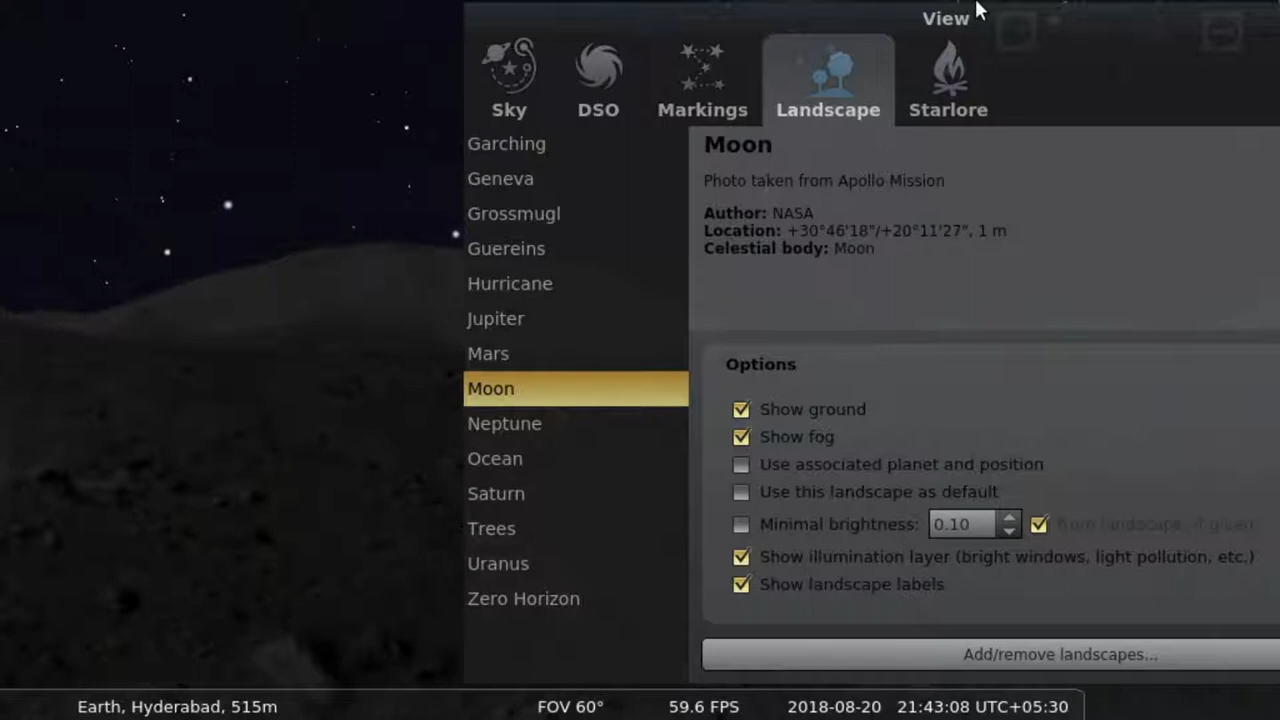 View
Sky DSO Markings Landscape Starlore
Garching
Geneva
Grossmugl
Guereins
Hurricane
Jupiter
Mars
Moon
Neptune
Ocean
Saturn
Trees
Uranus
Zero Horizon
Moon
Photo taken from Apollo Mission
Author: NASA
Location: +30°46'18"/+20°11'27", 1 m
Celestial body: Moon
Options
Show ground
Show fog
Use associated planet and position
Use this landscape as default
Minimal brightness: 0.10 from landscape, if given
Show illumination layer (bright windows, light pollution, etc.)
Show landscape labels
Add/remove landscapes...
Earth, Hyderabad, 515m FOV 60° 59.6 FPS 2018-08-20 21:43:08 UTC+05:30